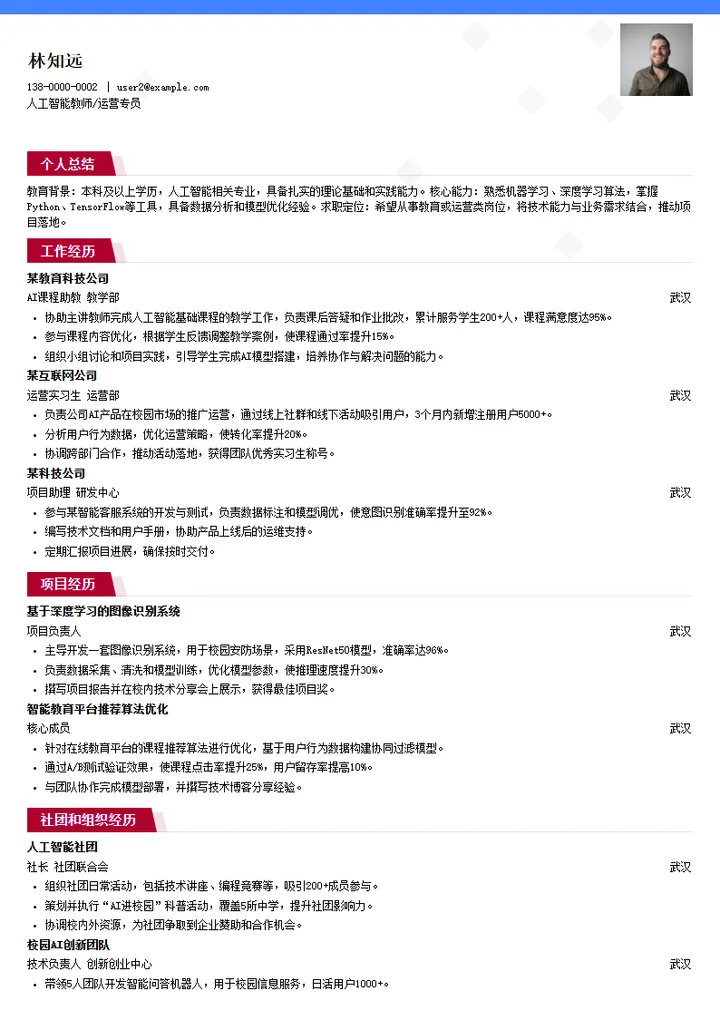 林知远
138-0000-0002 | user2@example.com
人工智能教师/运营专员
个人总结
教育背景：本科及以上学历，人工智能相关专业，具备扎实的理论基础和实践能力。核心能力：熟悉机器学习、深度学习算法，掌握
Python、TensorFlow等工具，具备数据分析和模型优化经验。求职定位：希望从事教育或运营类岗位，将技术能力与业务需求结合，推动项
目落地。
工作经历
某教育科技公司
AI课程助教 教学部 武汉
• 协助主讲教师完成人工智能基础课程的教学工作，负责课后答疑和作业批改，累计服务学生200+人，课程满意度达95%。
• 参与课程内容优化，根据学生反馈调整教学案例，使课程通过率提升15%。
• 组织小组讨论和项目实践，引导学生完成AI模型搭建，培养协作与解决问题的能力。
某互联网公司
运营实习生 运营部 武汉
• 负责公司AI产品在校园市场的推广运营，通过线上社群和线下活动吸引用户，3个月内新增注册用户5000+。
• 分析用户行为数据，优化运营策略，使转化率提升20%。
• 协调跨部门合作，推动活动落地，获得团队优秀实习生称号。
某科技公司
项目助理 研发中心 武汉
• 参与某智能客服系统的开发与测试，负责数据标注和模型调优，使意图识别准确率提升至92%。
• 编写技术文档和用户手册，协助产品上线后的运维支持。
• 定期汇报项目进展，确保按时交付。
项目经历
基于深度学习的图像识别系统
项目负责人 武汉
• 主导开发一套图像识别系统，用于校园安防场景，采用ResNet50模型，准确率达96%。
• 负责数据采集、清洗和模型训练，优化模型参数，使推理速度提升30%。
• 撰写项目报告并在校内技术分享会上展示，获得最佳项目奖。
智能教育平台推荐算法优化
核心成员 武汉
• 针对在线教育平台的课程推荐算法进行优化，基于用户行为数据构建协同过滤模型。
• 通过A/B测试验证效果，使课程点击率提升25%，用户留存率提高10%。
• 与团队协作完成模型部署，并撰写技术博客分享经验。
社团和组织经历
人工智能社团
社长 社团联合会 武汉
• 组织社团日常活动，包括技术讲座、编程竞赛等，吸引200+成员参与。
• 策划并执行“AI进校园”科普活动，覆盖5所中学，提升社团影响力。
• 协调校内外资源，为社团争取到企业赞助和合作机会。
校园AI创新团队
技术负责人 创新创业中心 武汉
• 带领5人团队开发智能问答机器人，用于校园信息服务，日活用户1000+。